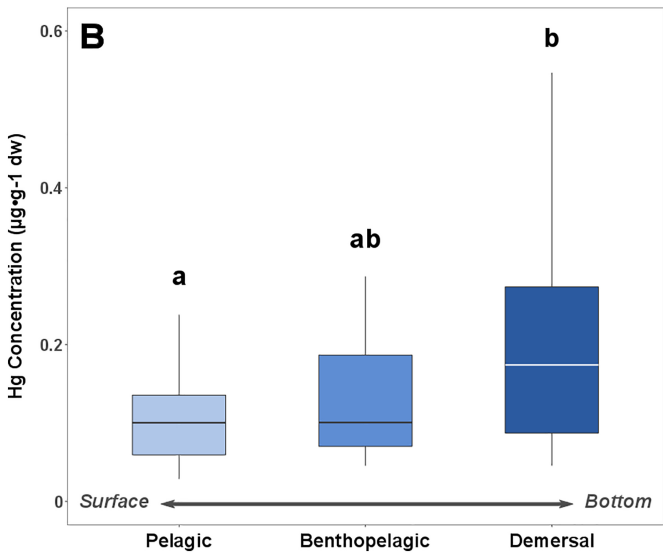 B
0.6
0.4
0.2
0
Hg Concentration (µg•g-1 dw)
a
ab
b
Surface
Bottom
Pelagic
Benthopelagic
Demersal